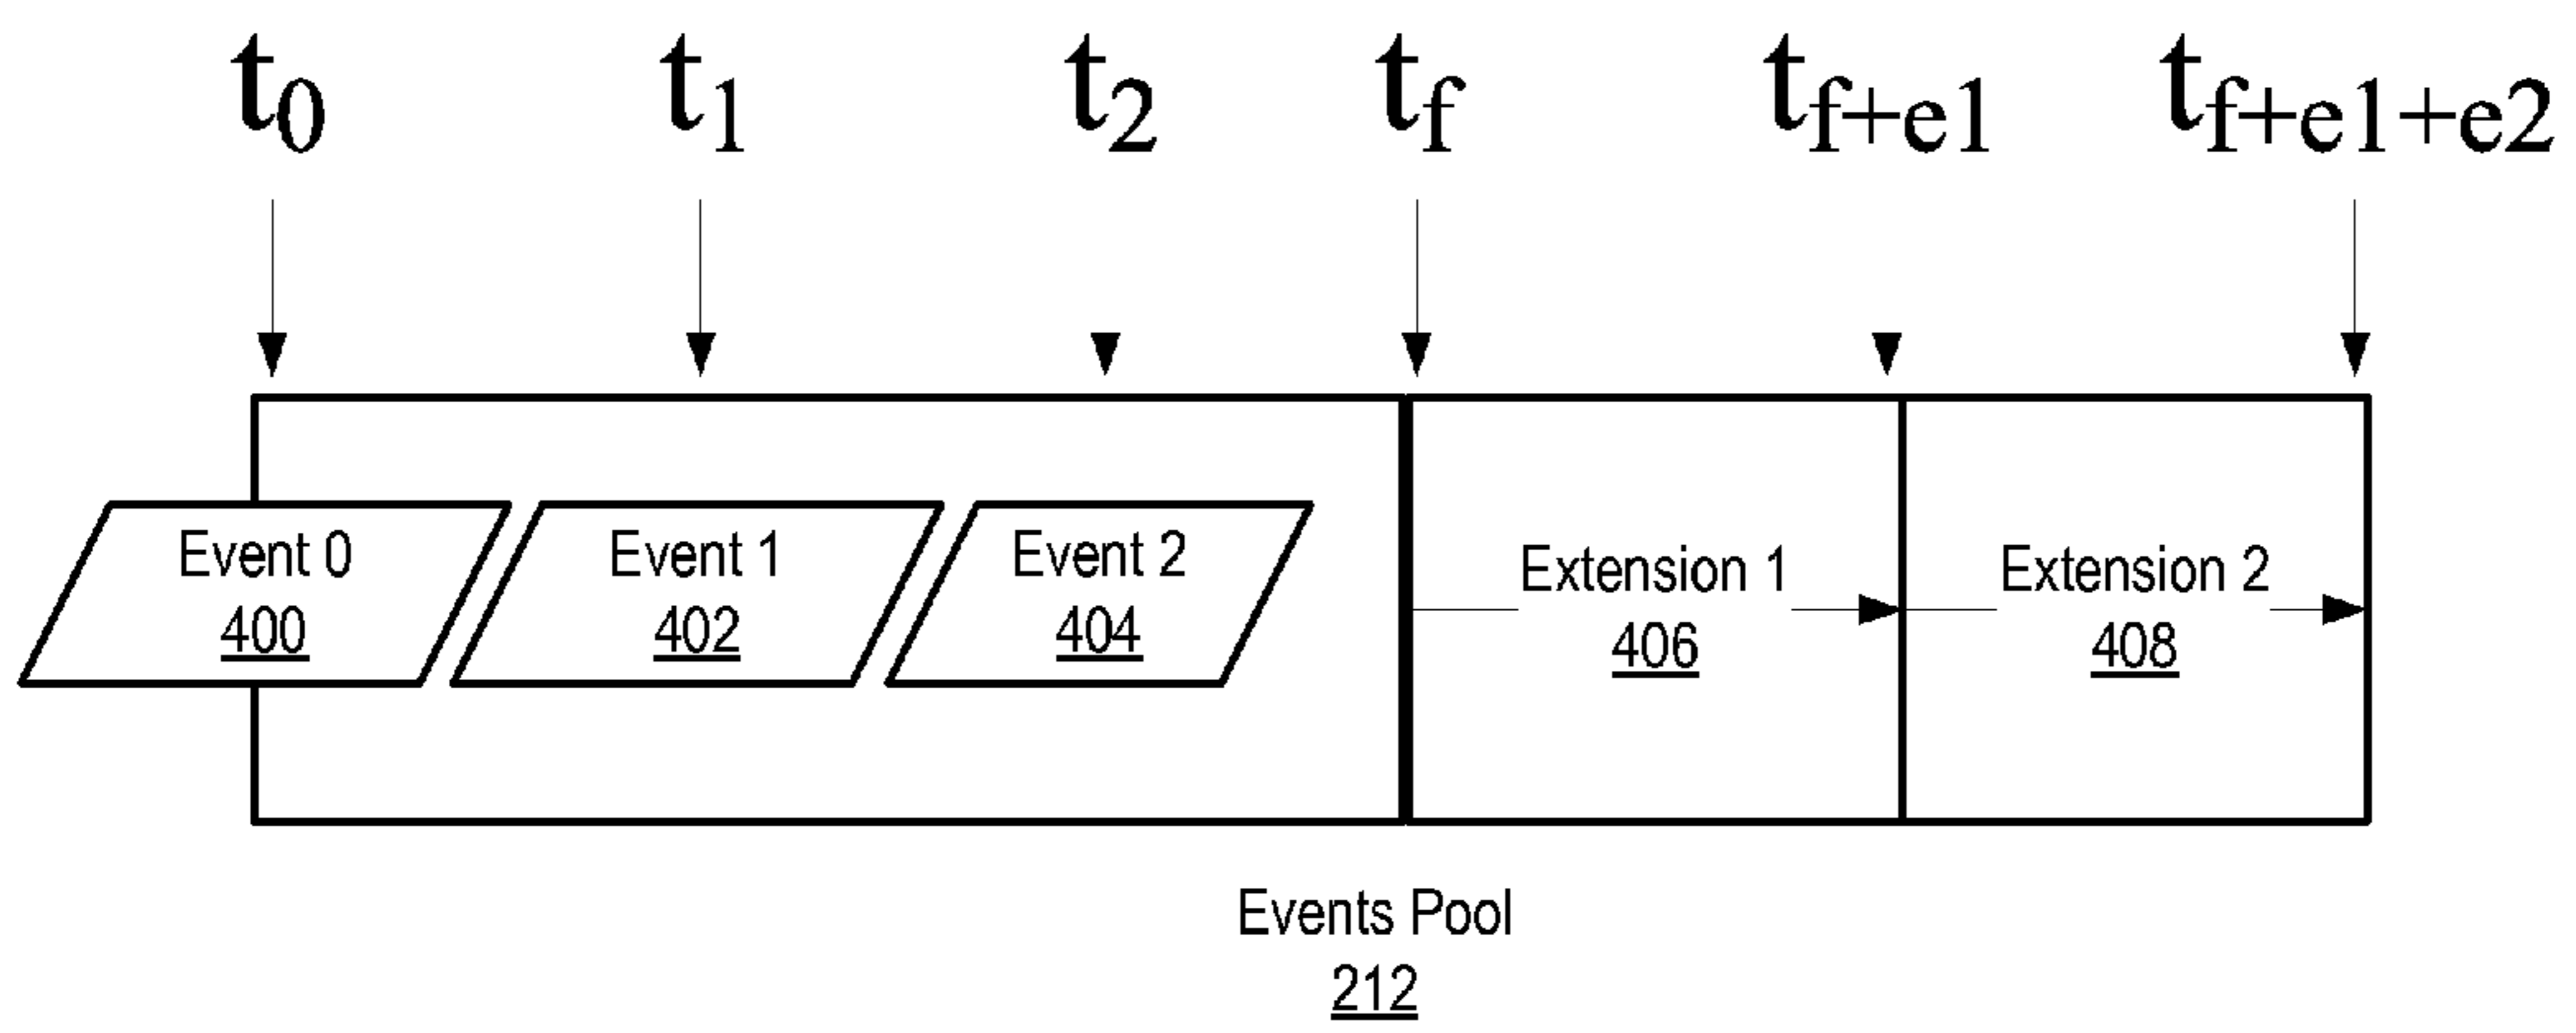 t0 t1 t2 tf tf+e1 tf+e1+e2
Event 0
400
Event 1
402
Event 2
404
Extension 1
406
Extension 2
408
Events Pool
212